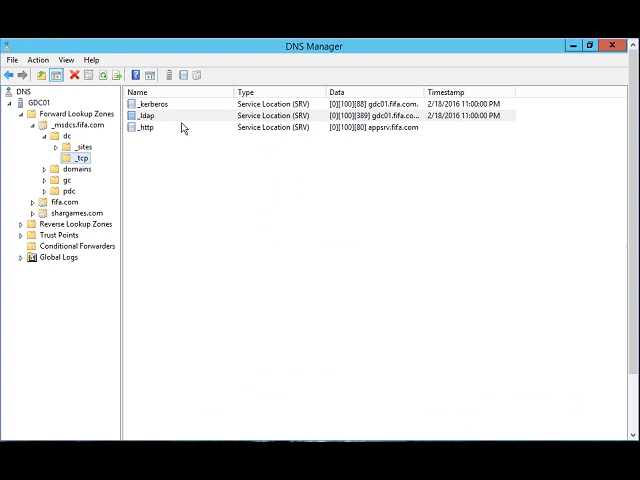 DNS Manager
File Action View Help
DNS
GDC01
Forward Lookup Zones
_msdcs.fifa.com
dc
_sites
_tcp
domains
gc
pdc
fifa.com
shargames.com
Reverse Lookup Zones
Trust Points
Conditional Forwarders
Global Logs
Name Type Data Timestamp
_kerberos Service Location (SRV) [0][100][88] gdc01.fifa.com. 2/18/2016 11:00:00 PM
_ldap Service Location (SRV) [0][100][389] gdc01.fifa.co... 2/18/2016 11:00:00 PM
_http Service Location (SRV) [0][100][80] appsrv.fifa.com